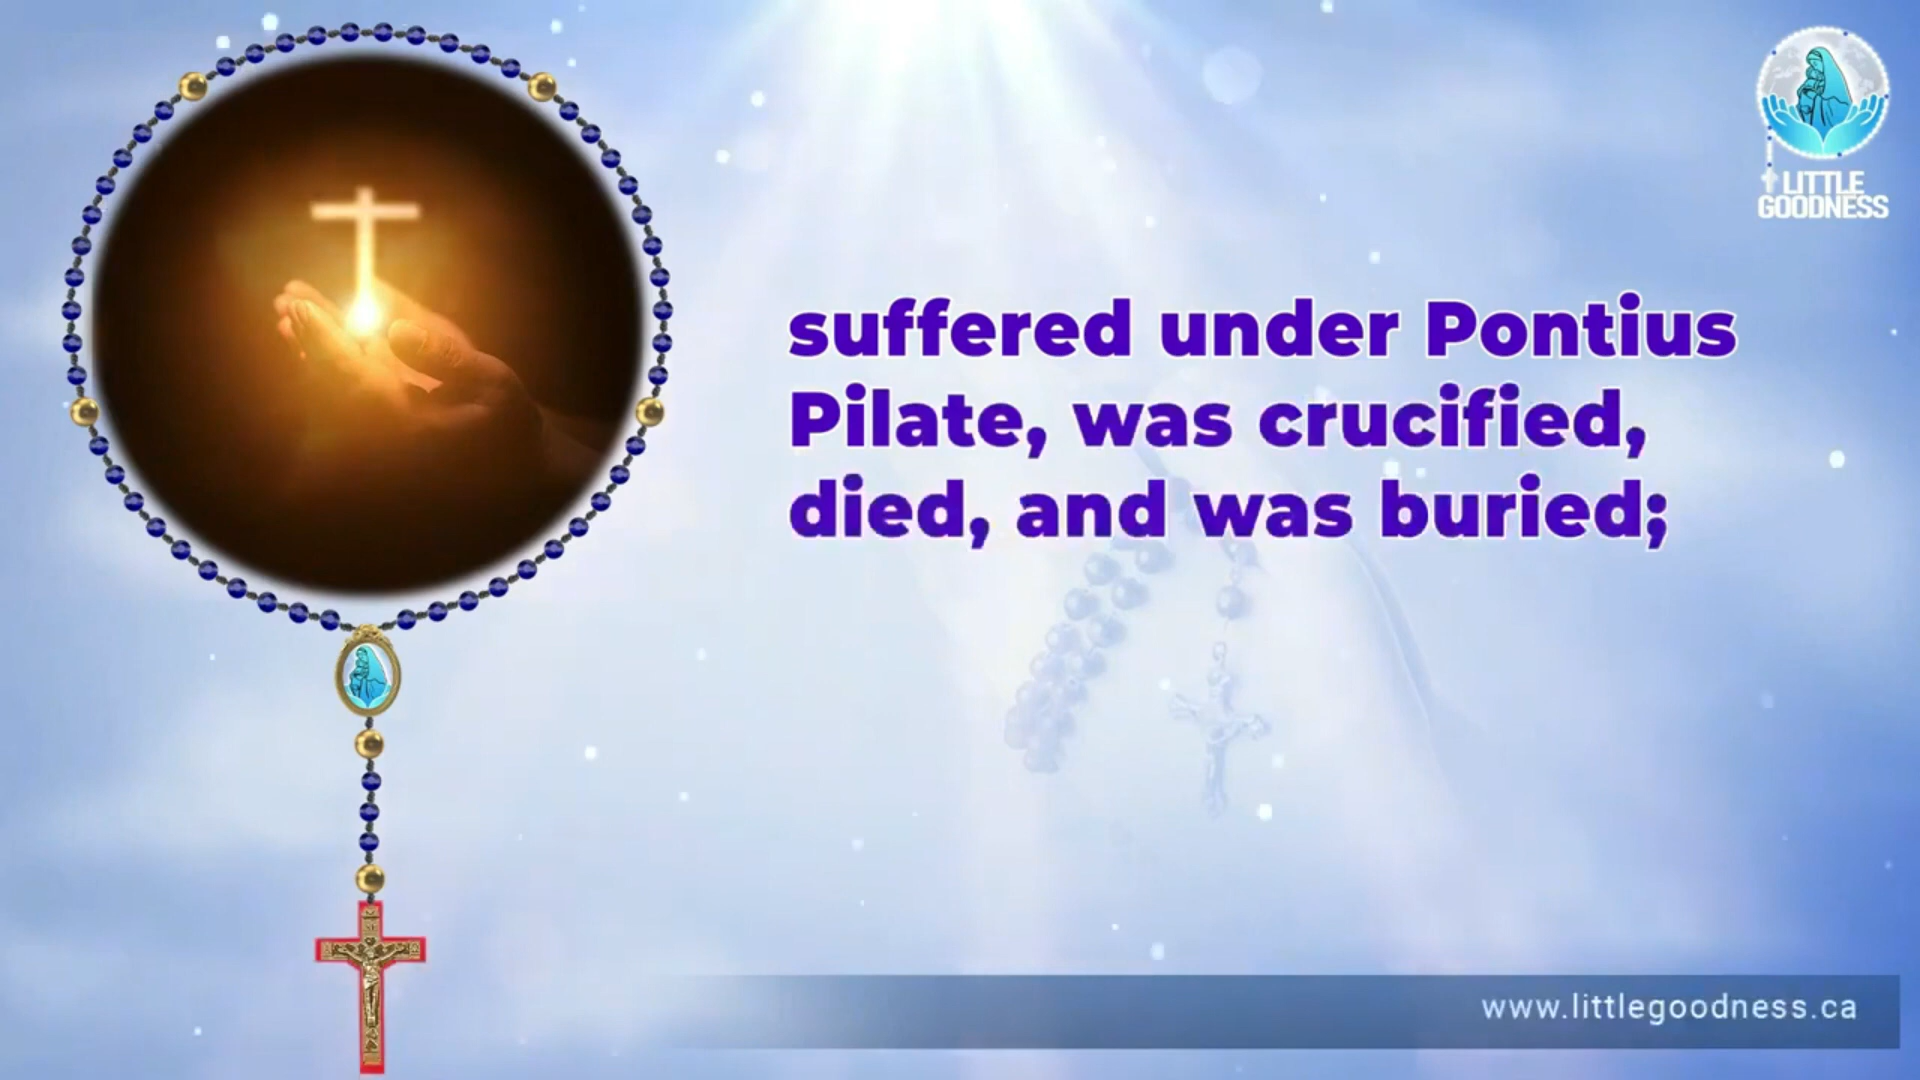 LITTLE
GOODNESS
suffered under Pontius
Pilate, was crucified,
died, and was buried;
www.littlegoodness.ca